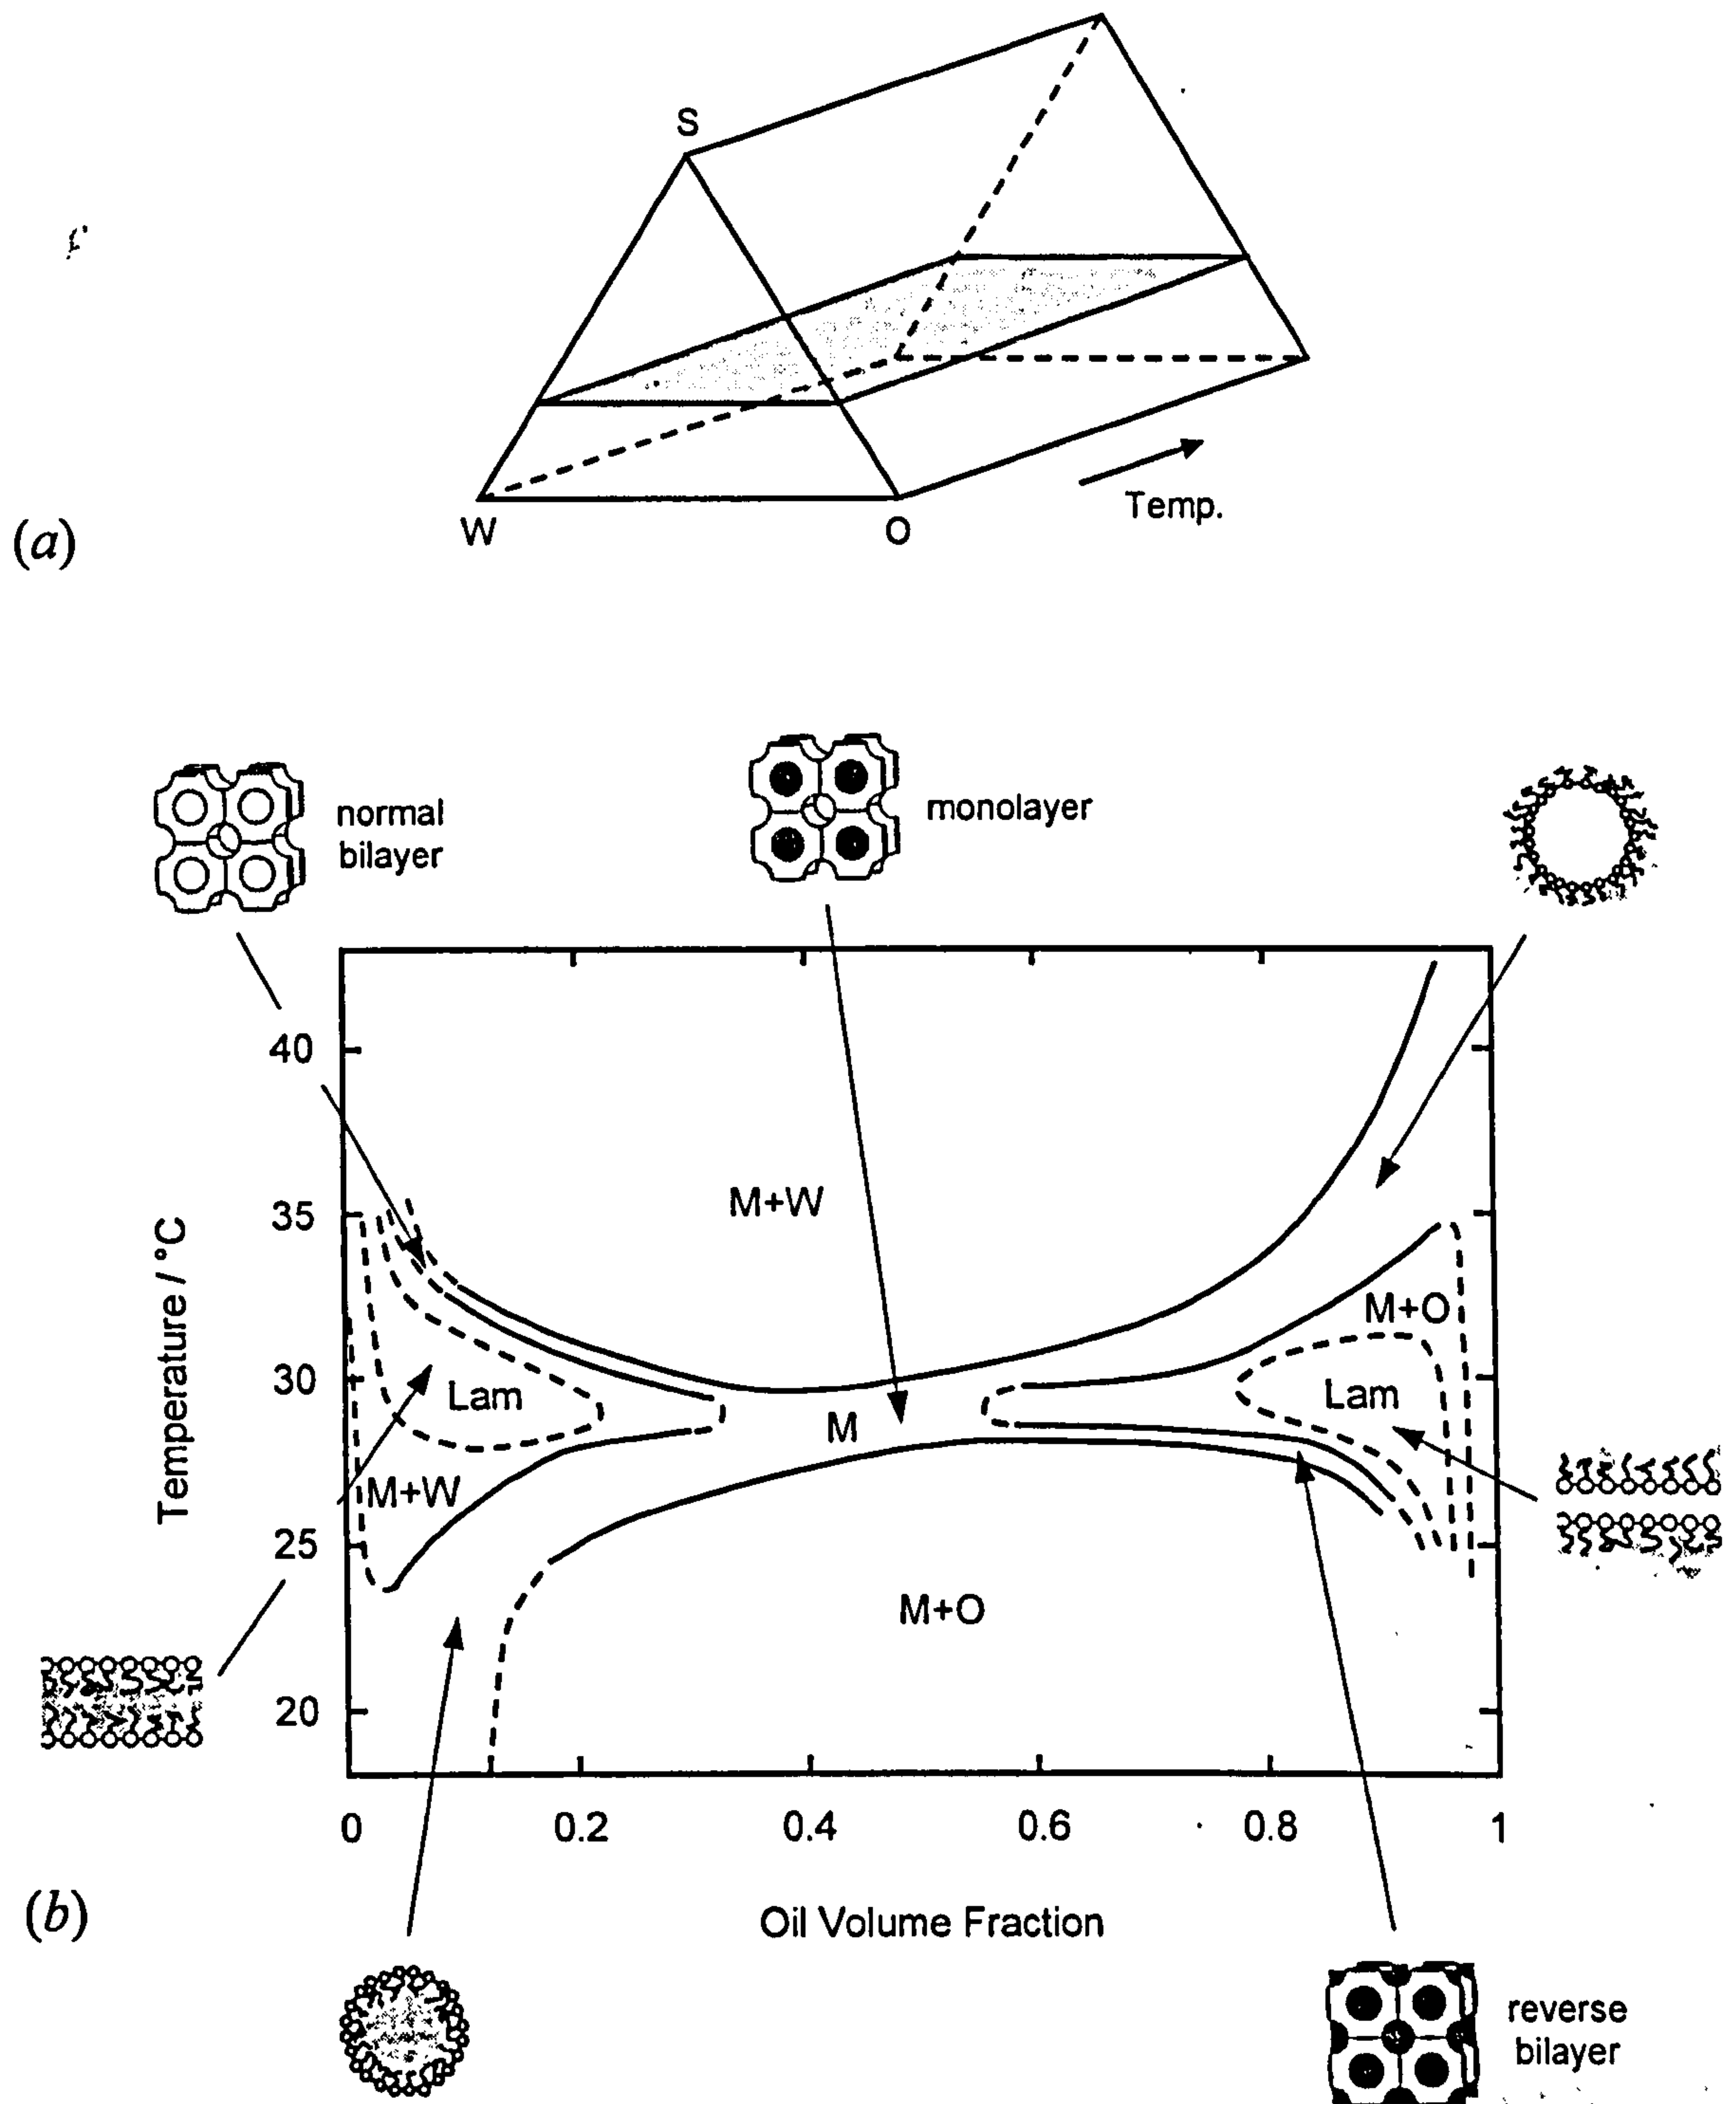 S
W
O
Temp.
(a)
normal
bilayer
monolayer
40
35
30
25
20
Temperature / °C
M+W
M+O
Lam
Lam
M
M+W
M+O
0
0.2
0.4
0.6
0.8
1
(b)
Oil Volume Fraction
reverse
bilayer